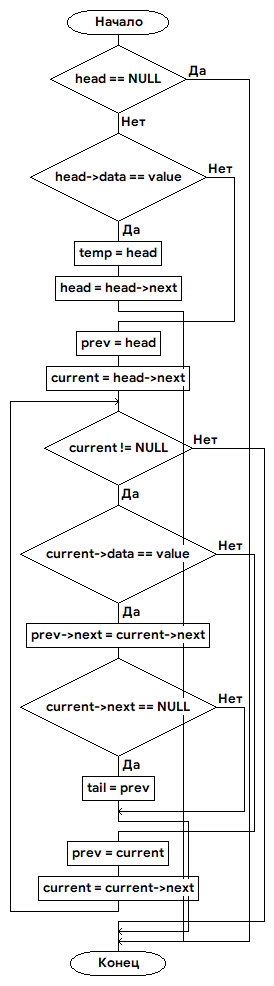 Начало
head == NULL
Да
Нет
head->data == value
Нет
Да
temp = head
head = head->next
prev = head
current = head->next
current != NULL
Нет
Да
current->data == value
Нет
Да
prev->next = current->next
current->next == NULL
Нет
Да
tail = prev
prev = current
current = current->next
Конец